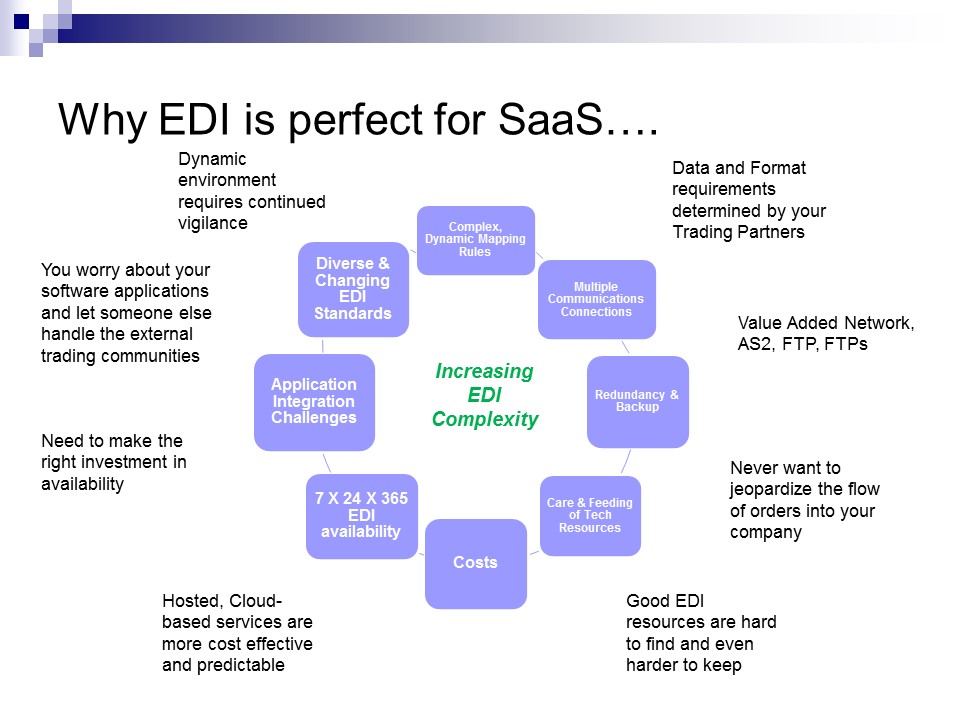 Why EDI is perfect for SaaS….
Dynamic
environment
requires continued
vigilance
Data and Format
requirements
determined by your
Trading Partners
Complex,
Dynamic Mapping
Rules
Diverse &
Changing
EDI
Standards
Multiple
Communications
Connections
You worry about your
software applications
and let someone else
handle the external
trading communities
Value Added Network,
AS2, FTP, FTPs
Application
Integration
Challenges
Increasing
EDI
Complexity
Redundancy &
Backup
Need to make the
right investment in
availability
Never want to
jeopardize the flow
of orders into your
company
7 X 24 X 365
EDI
availability
Care & Feeding
of Tech
Resources
Costs
Hosted, Cloud-
based services are
more cost effective
and predictable
Good EDI
resources are hard
to find and even
harder to keep